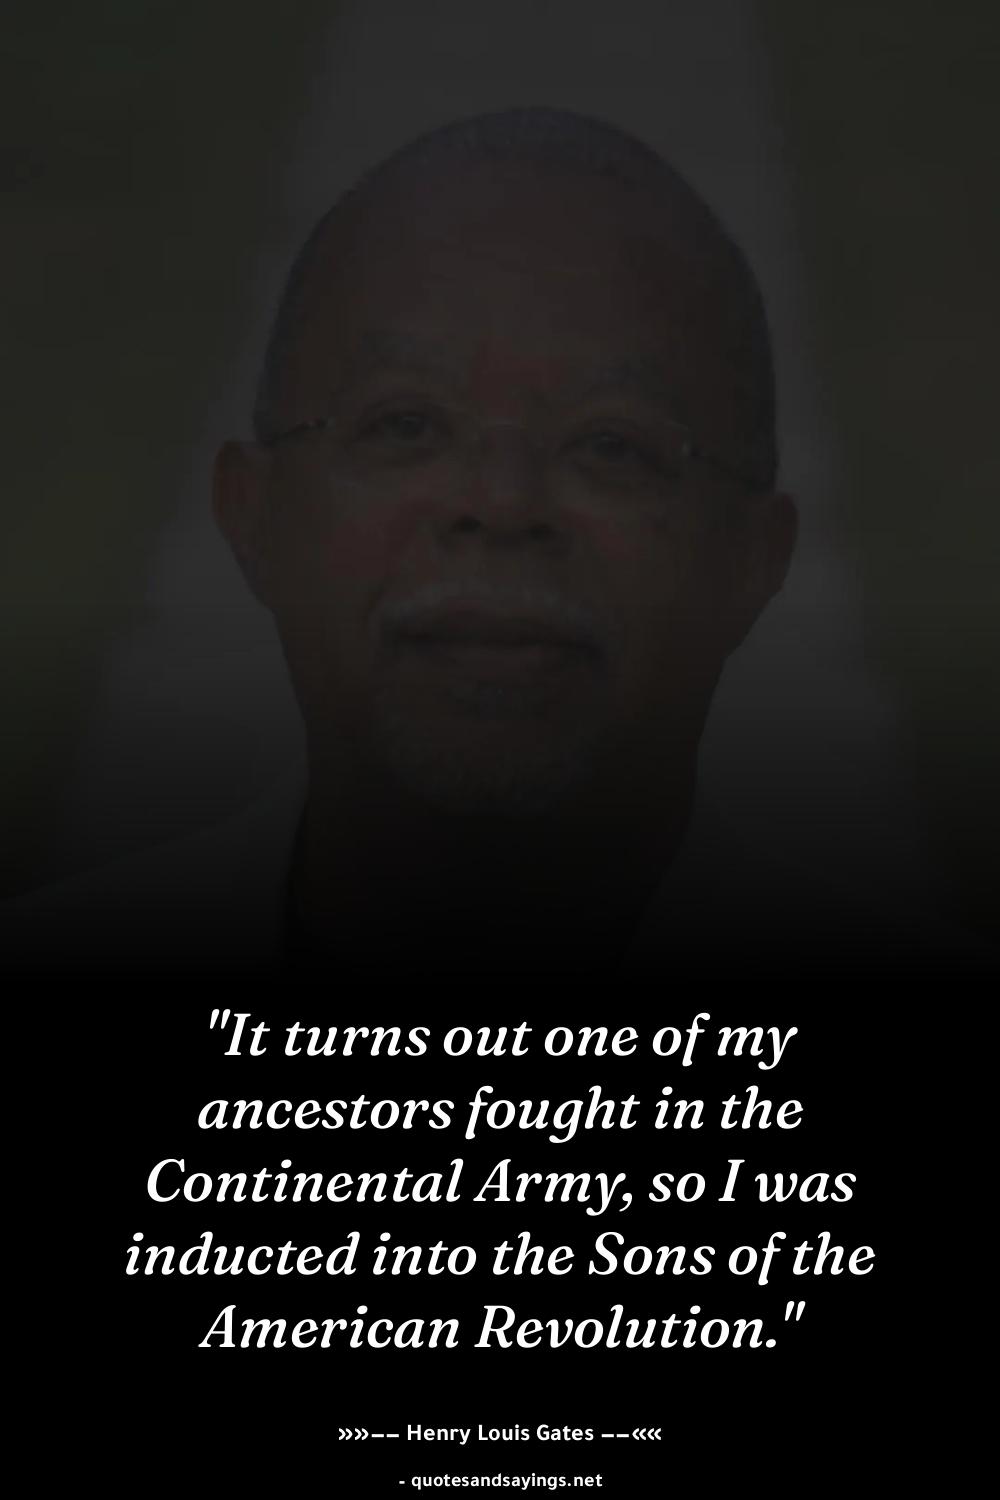 "It turns out one of my
ancestors fought in the
Continental Army, so I was
inducted into the Sons of the
American Revolution."
»»−− Henry Louis Gates −−««
- quotesandsayings.net